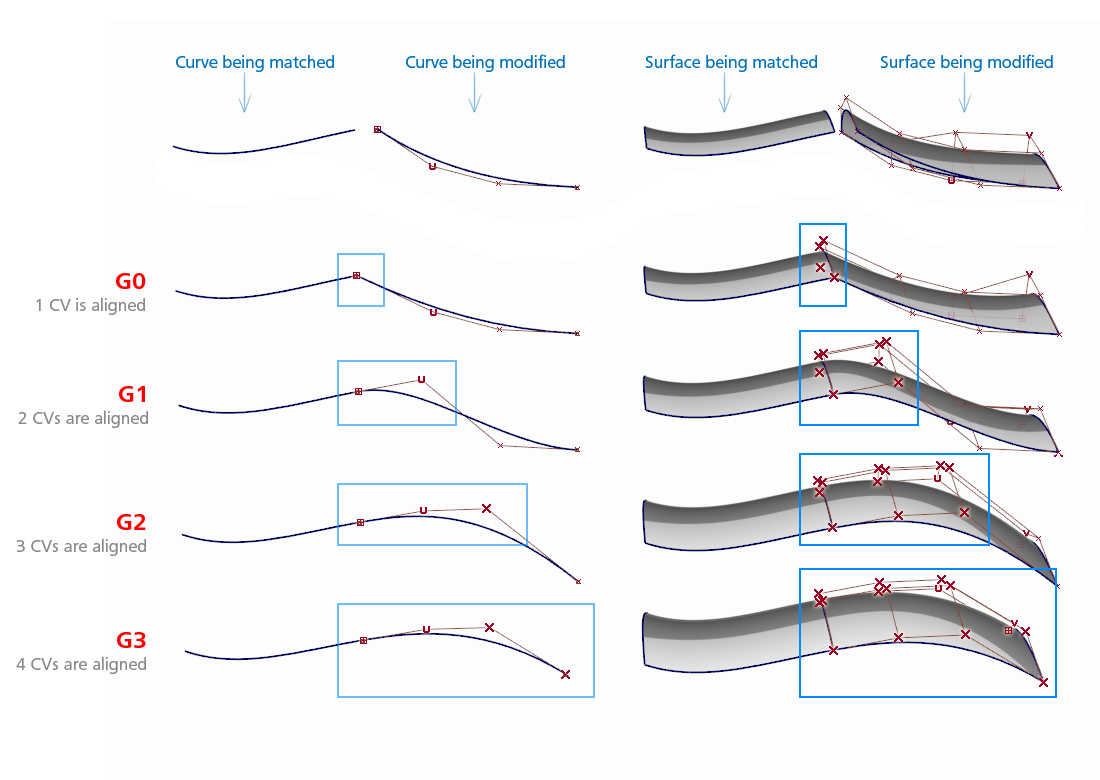 Curve being matched
Curve being modified
Surface being matched
Surface being modified
G0
1 CV is aligned
G1
2 CVs are aligned
G2
3 CVs are aligned
G3
4 CVs are aligned